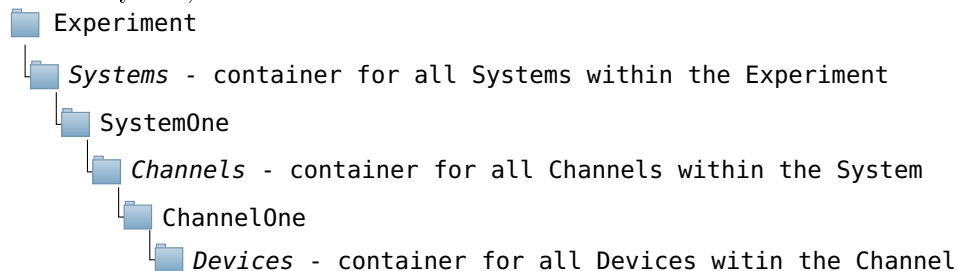 Experiment
Systems - container for all Systems within the Experiment
SystemOne
Channels - container for all Channels within the System
ChannelOne
Devices - container for all Devices witin the Channel